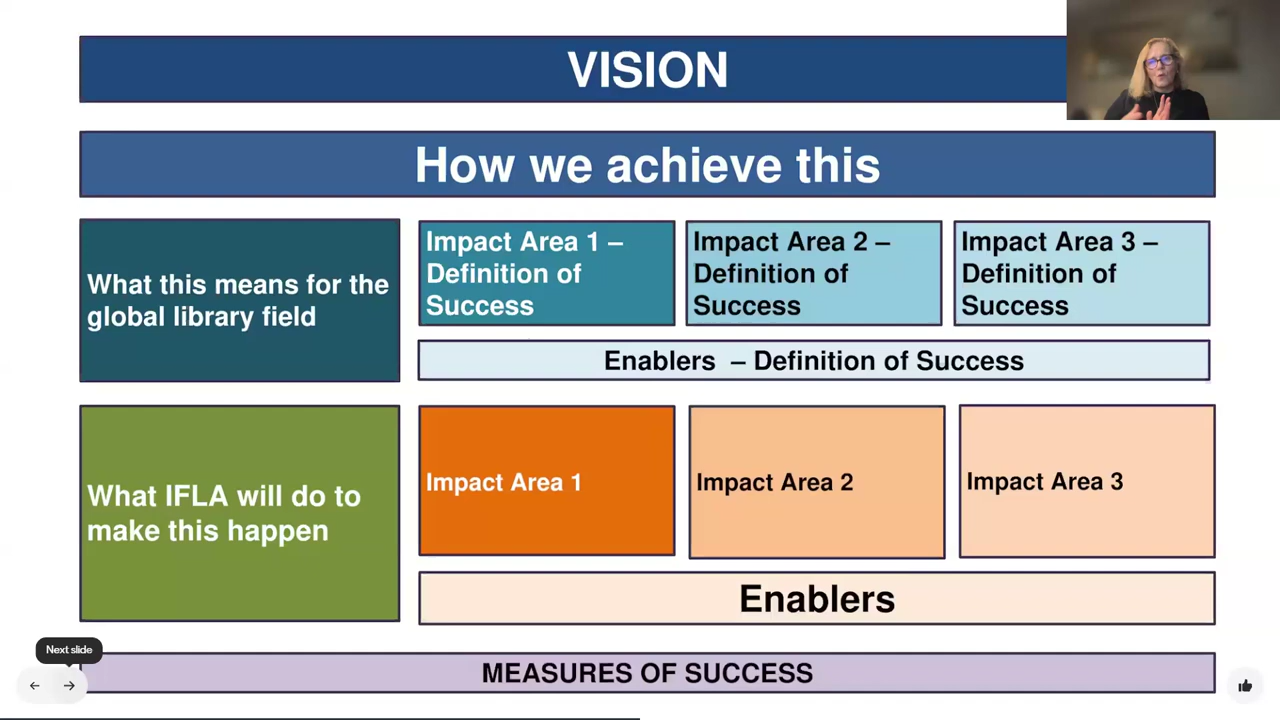 VISION
How we achieve this
What this means for the
global library field
Impact Area 1 –
Definition of
Success
Impact Area 2 –
Definition of
Success
Impact Area 3 –
Definition of
Success
Enablers – Definition of Success
What IFLA will do to
make this happen
Impact Area 1
Impact Area 2
Impact Area 3
Enablers
Next slide
MEASURES OF SUCCESS